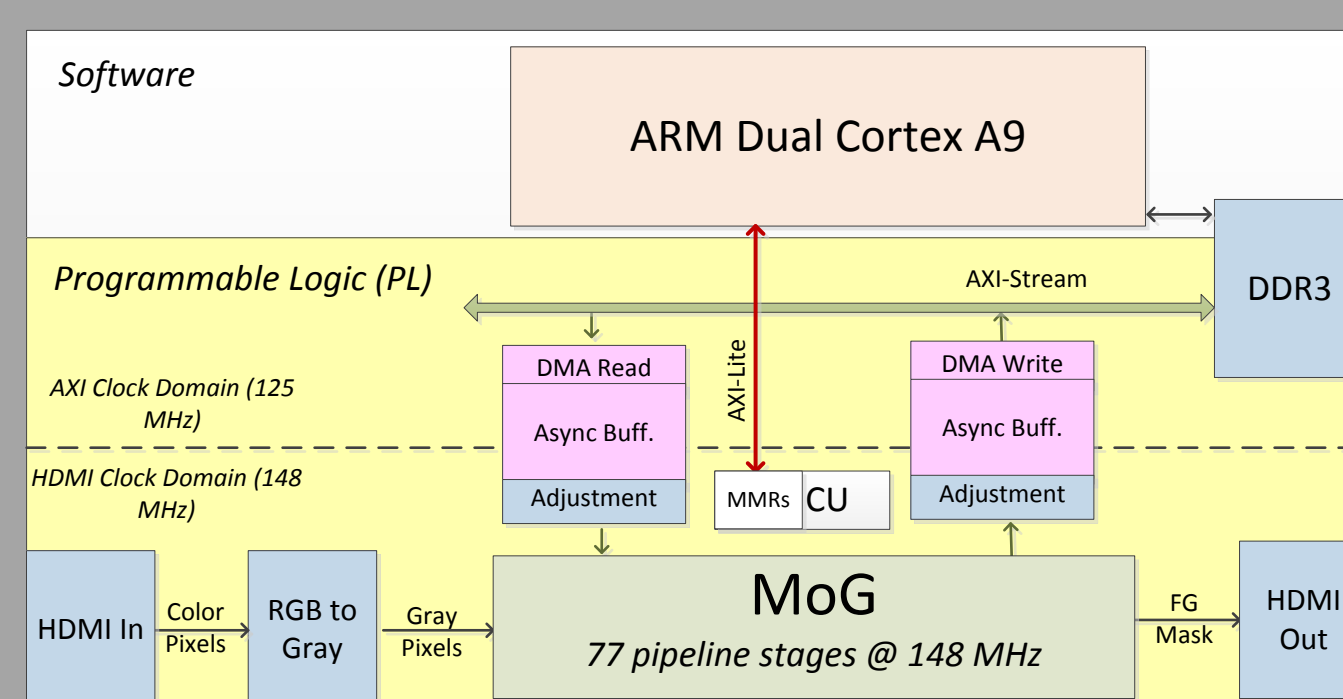 Software
ARM Dual Cortex A9
Programmable Logic (PL)
AXI-Stream
DDR3
DMA Read
AXI-Lite
DMA Write
AXI Clock Domain (125
MHz)
Async Buff.
Async Buff.
HDMI Clock Domain (148
MHz)
Adjustment
MMRs
CU
Adjustment
HDMI In
Color
Pixels
RGB to
Gray
Gray
Pixels
MoG
77 pipeline stages @ 148 MHz
FG
Mask
HDMI
Out